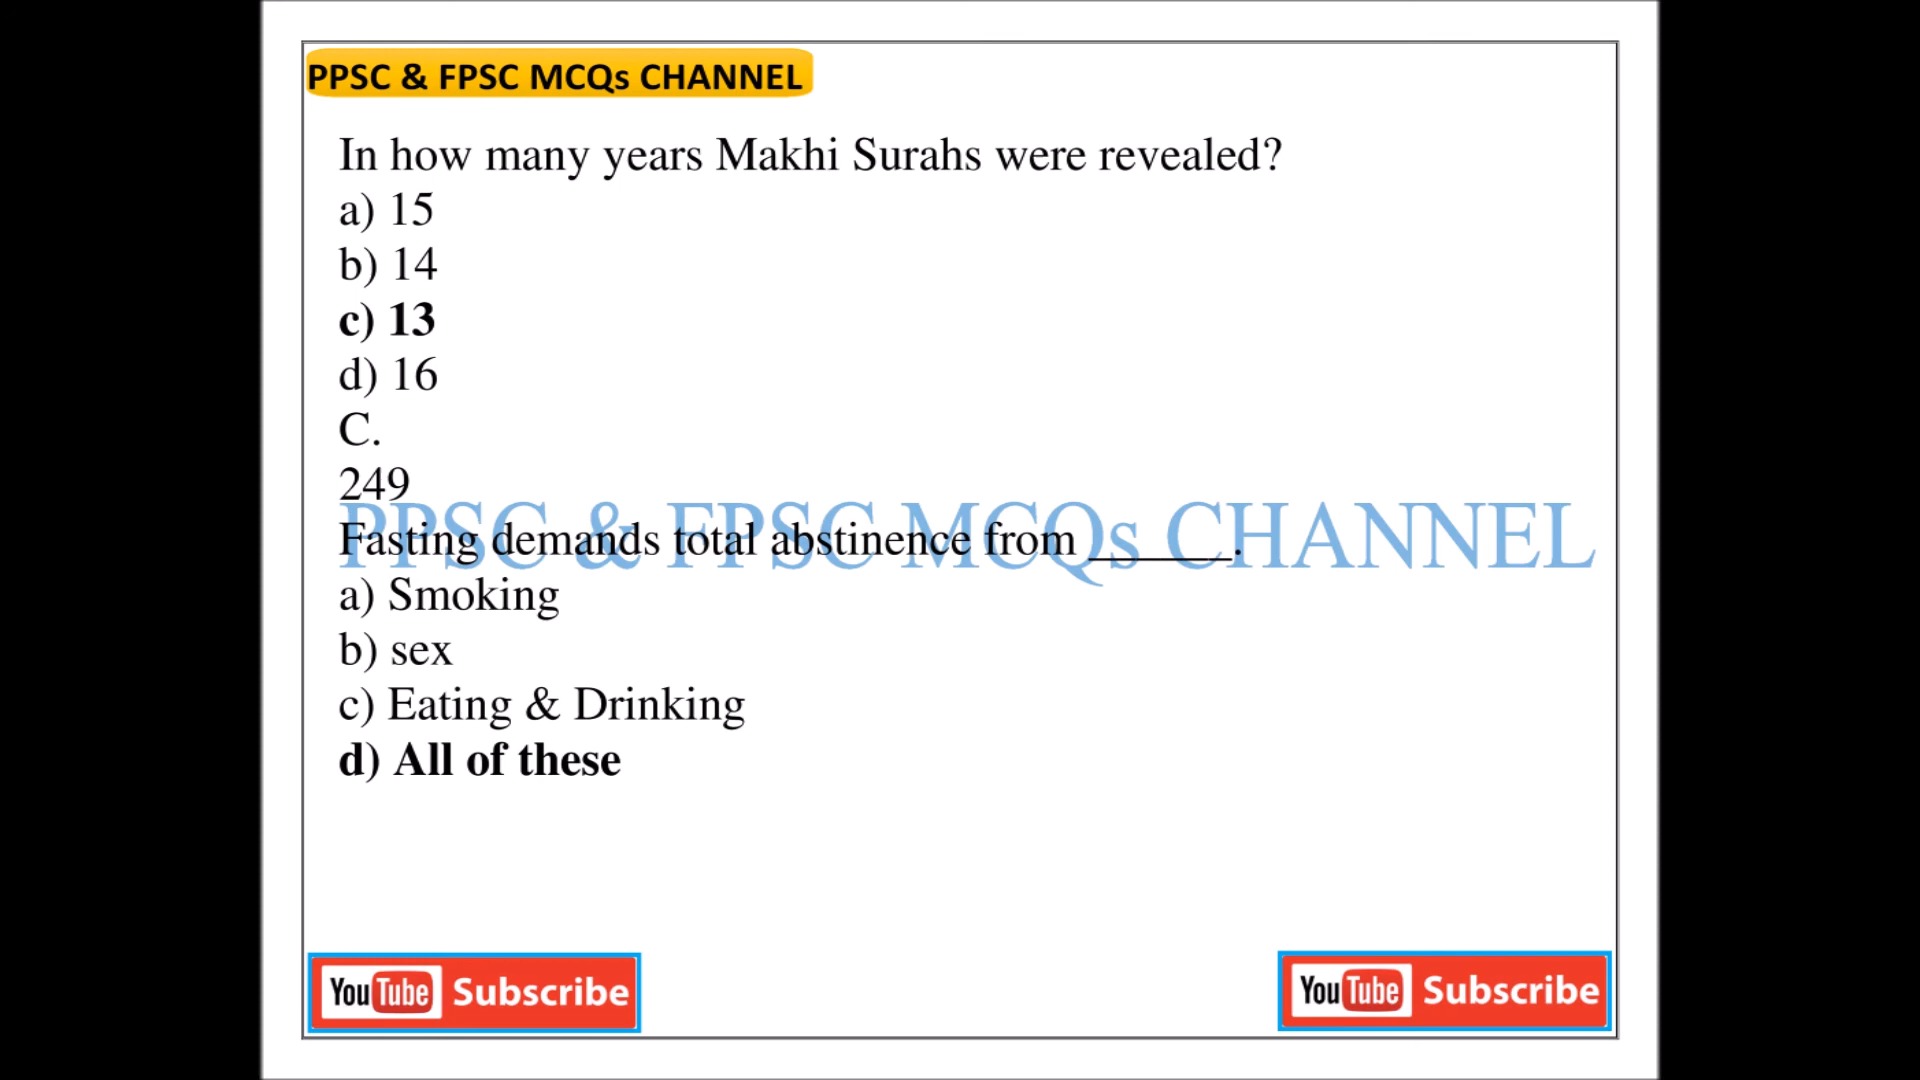 PPSC & FPSC MCQs CHANNEL
In how many years Makhi Surahs were revealed?
a) 15
b) 14
c) 13
d) 16
C.
249
PPSC & FPSC MCQs CHANNEL
Fasting demands total abstinence from ______.
a) Smoking
b) sex
c) Eating & Drinking
d) All of these
YouTube Subscribe
YouTube Subscribe